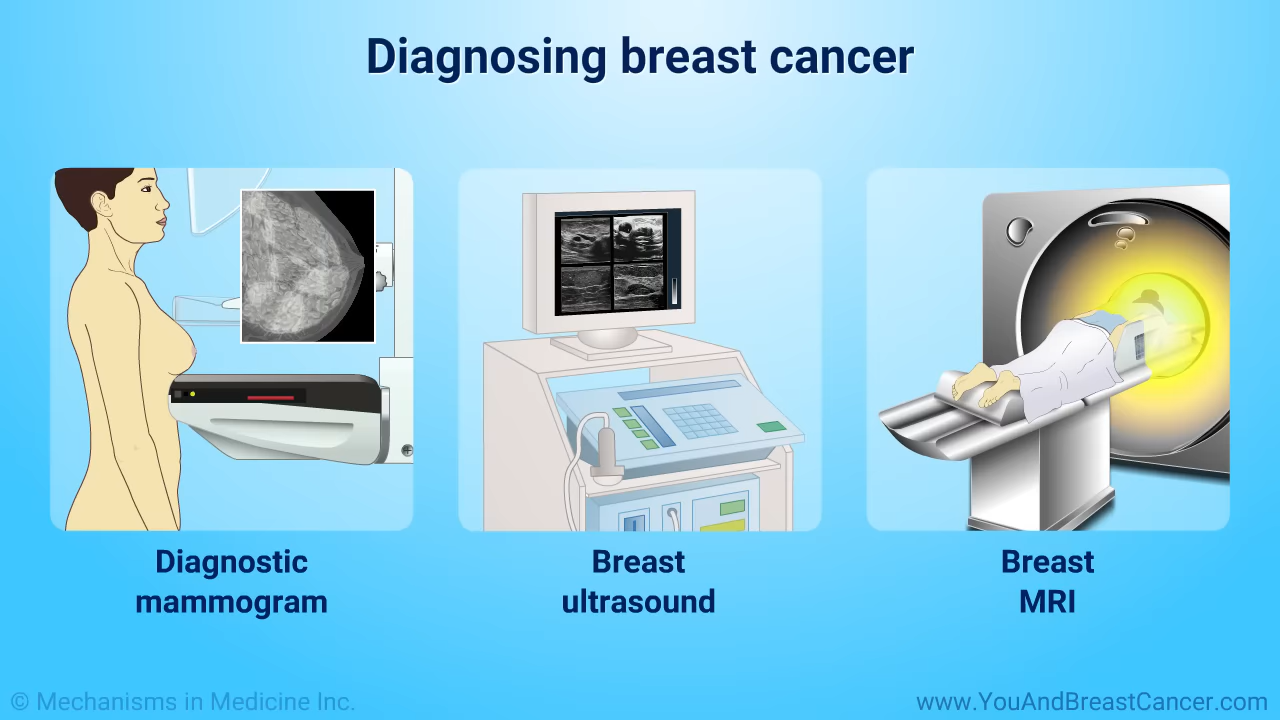 Diagnosing breast cancer
Diagnostic
mammogram
Breast
ultrasound
Breast
MRI
© Mechanisms in Medicine Inc.
www.YouAndBreastCancer.com